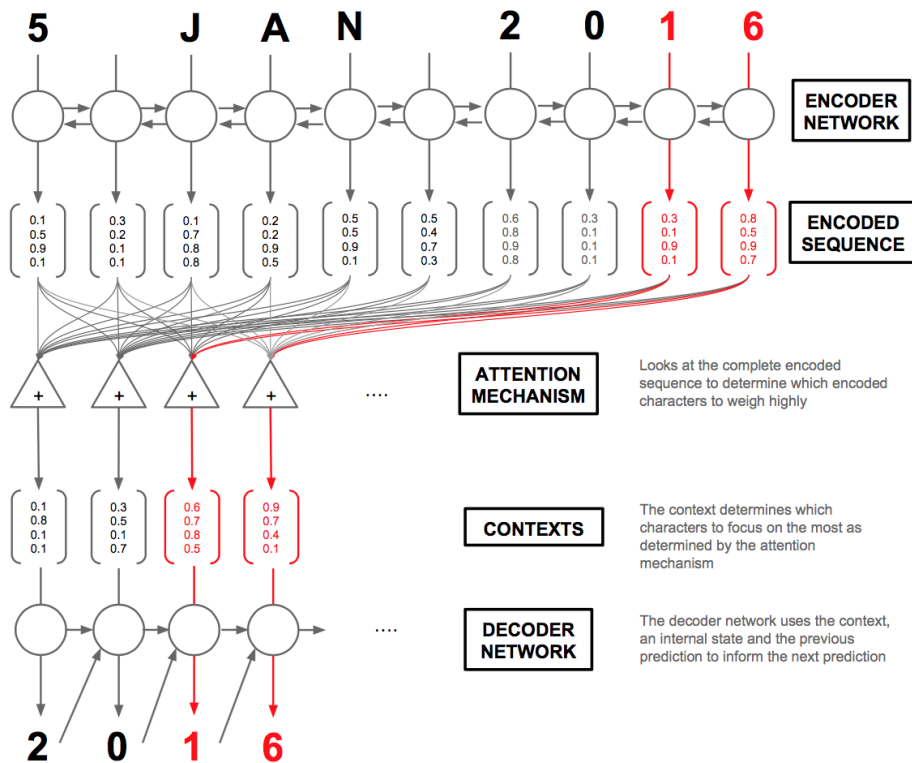 5 J A N 2 0 1 6
ENCODER
NETWORK
0.1 0.3 0.1 0.2 0.5 0.5 0.6 0.3 0.3 0.8
0.5 0.2 0.7 0.2 0.5 0.4 0.8 0.1 0.1 0.5
0.9 0.1 0.8 0.9 0.9 0.7 0.9 0.1 0.9 0.9
0.1 0.1 0.8 0.5 0.1 0.3 0.8 0.1 0.1 0.7
ENCODED
SEQUENCE
+ + + + ....
ATTENTION
MECHANISM
Looks at the complete encoded
sequence to determine which encoded
characters to weigh highly
0.1 0.3 0.6 0.9
0.8 0.5 0.7 0.7
0.1 0.1 0.8 0.4
0.1 0.7 0.5 0.1
CONTEXTS
The context determines which
characters to focus on the most as
determined by the attention
mechanism
....
DECODER
NETWORK
The decoder network uses the context,
an internal state and the previous
prediction to inform the next prediction
2 0 1 6